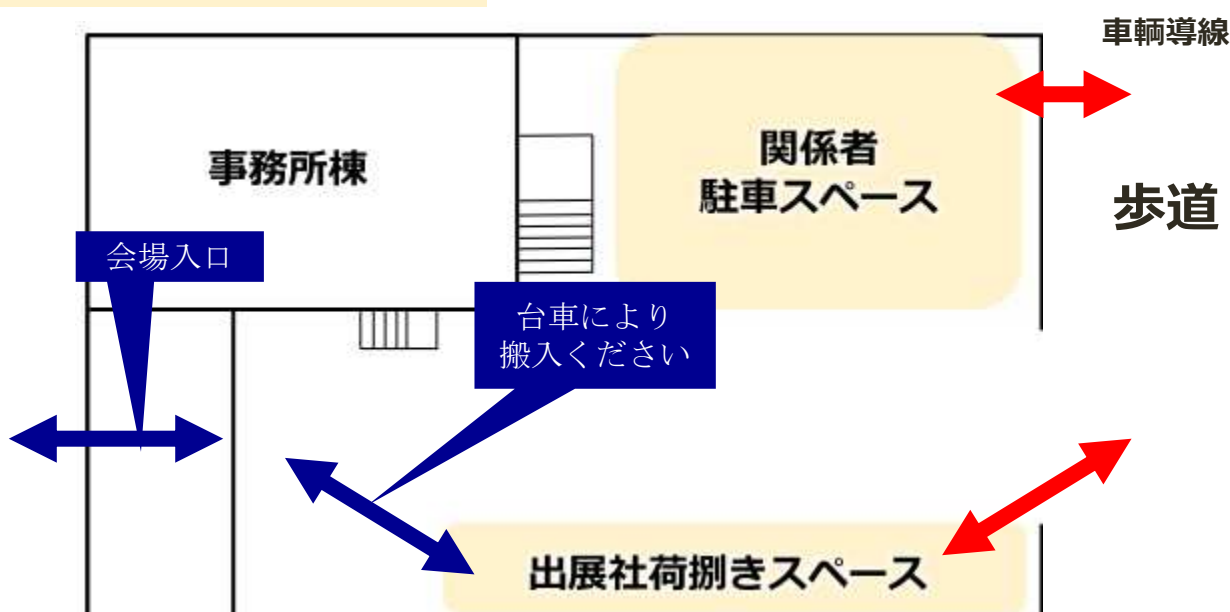 車輌導線
関係者
駐車スペース
事務所棟
歩道
会場入口
台車により
搬入ください
出展社荷捌きスペース